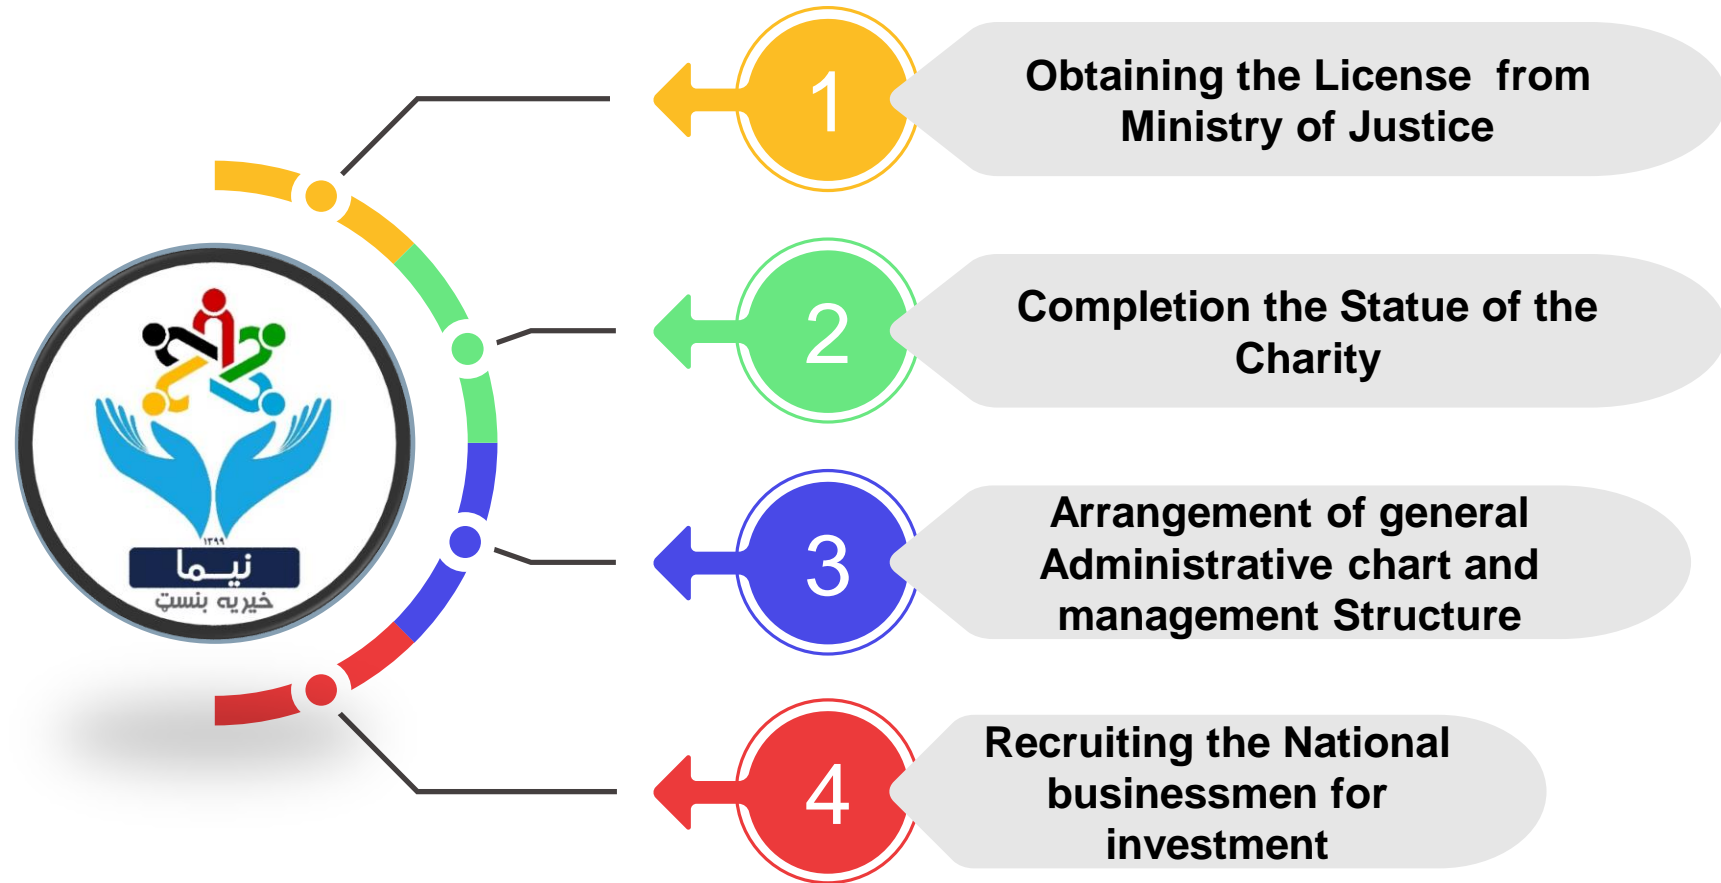 1
Obtaining the License from
Ministry of Justice
2
Completion the Statue of the
Charity
3
Arrangement of general
Administrative chart and
management Structure
4
Recruiting the National
businessmen for
investment
۱۳۹۹
نیما
خیریه بنسټ